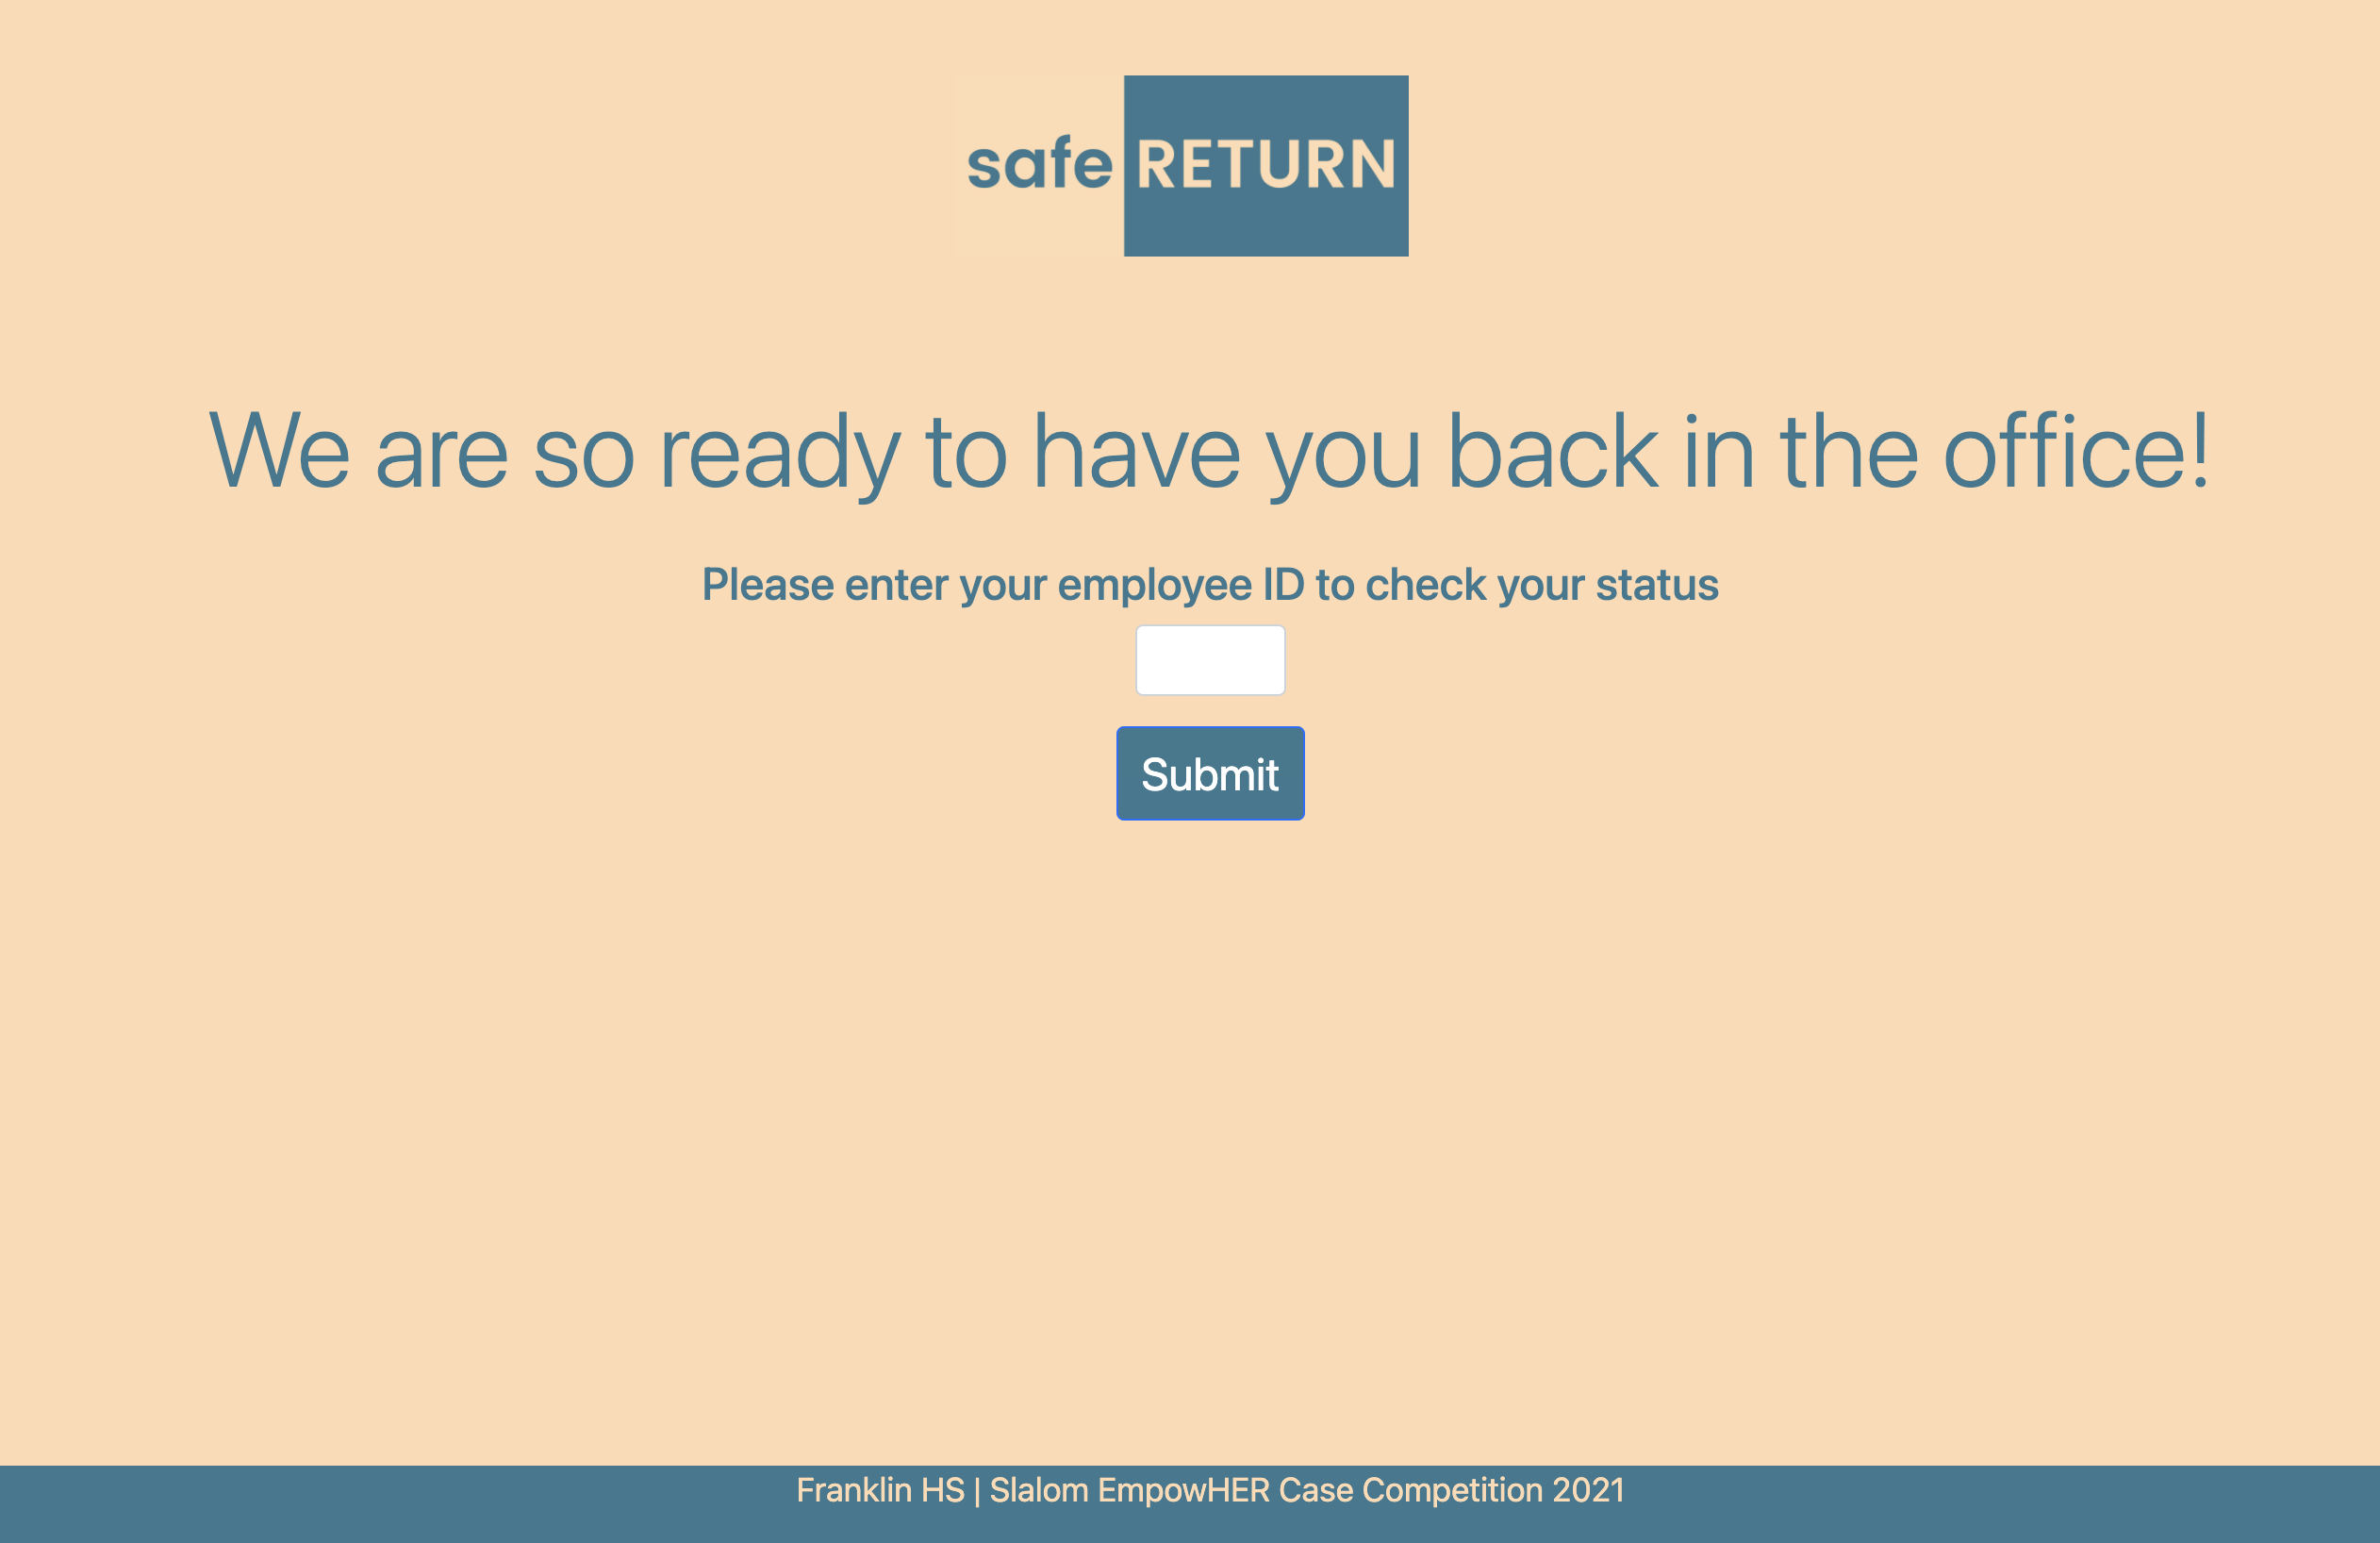 safe RETURN
We are so ready to have you back in the office!
Please enter your employee ID to check your status
Submit
Franklin HS | Slalom EmpowHER Case Competition 2021